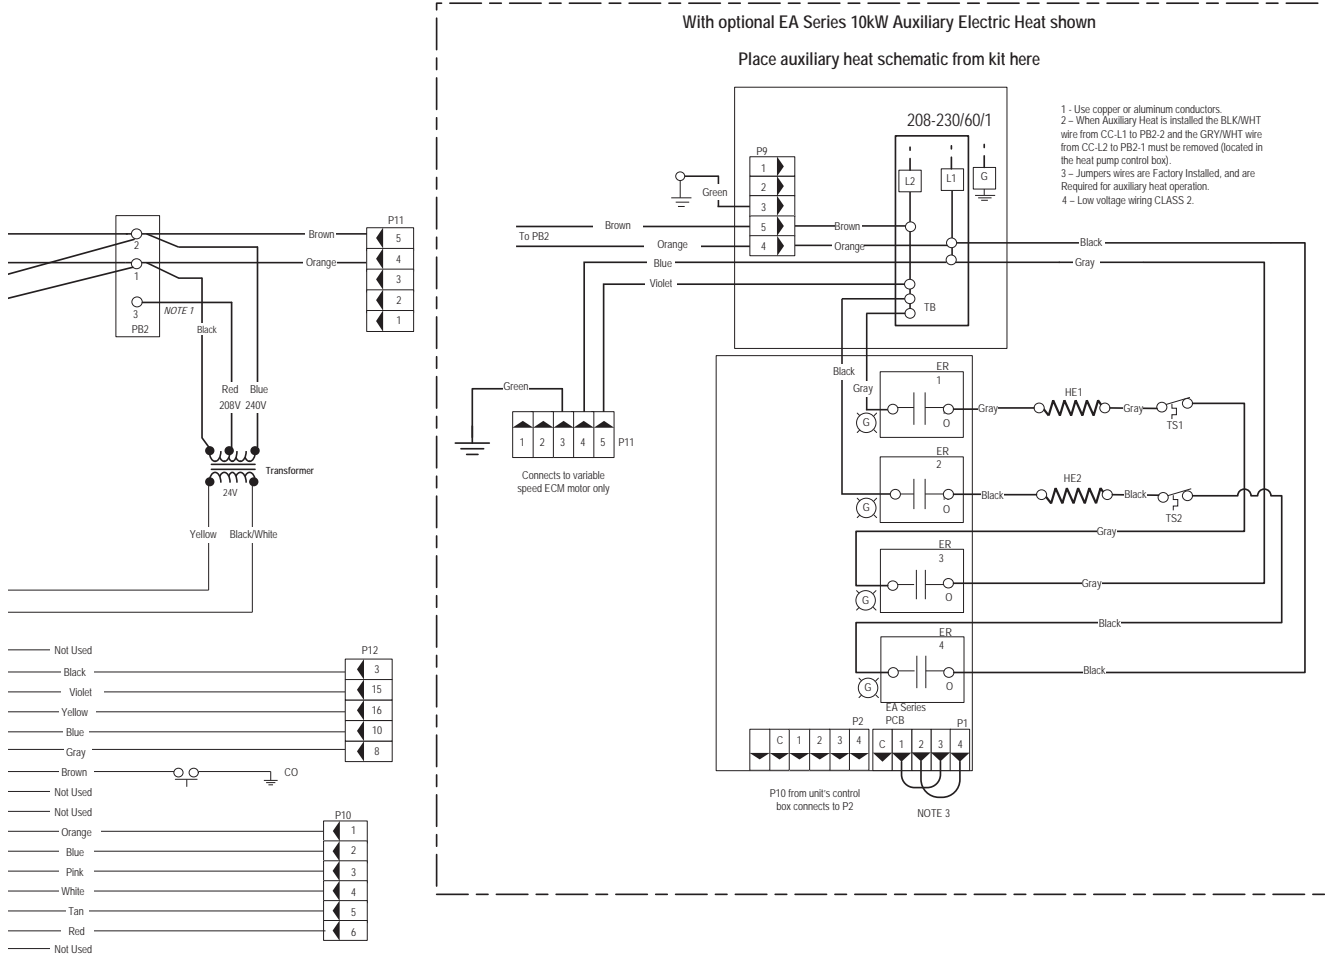 With optional EA Series 10kW Auxiliary Electric Heat shown
Place auxiliary heat schematic from kit here
208-230/60/1
1 - Use copper or aluminum conductors.
2 – When Auxiliary Heat is installed the BLK/WHT
wire from CC-L1 to PB2-2 and the GRY/WHT wire
from CC-L2 to PB2-1 must be removed (located in
the heat pump control box).
3 – Jumpers wires are Factory Installed, and are
Required for auxiliary heat operation.
4 – Low voltage wiring CLASS 2.
P9
1
2
3
5
4
L2
L1
G
Green
To PB2
Brown
Orange
Blue
Violet
Brown
Orange
Black
Gray
TB
P11
5
4
3
2
1
Brown
Orange
2
1
3
PB2
NOTE 1
Black
Red
208V
Blue
240V
Transformer
24V
Yellow
Black/White
Green
1
2
3
4
5
P11
Connects to variable
speed ECM motor only
Black
Gray
ER
1
G
O
Gray
HE1
Gray
TS1
ER
2
G
O
Black
HE2
Black
TS2
Gray
ER
3
G
O
Gray
Black
ER
4
G
O
Black
EA Series
PCB
P2
C
1
2
3
4
P1
C
1
2
3
4
P10 from unit's control
box connects to P2
NOTE 3
Not Used
P12
Black
3
Violet
15
Yellow
16
Blue
10
Gray
8
Brown
CO
Not Used
Not Used
P10
Orange
1
Blue
2
Pink
3
White
4
Tan
5
Red
6
Not Used